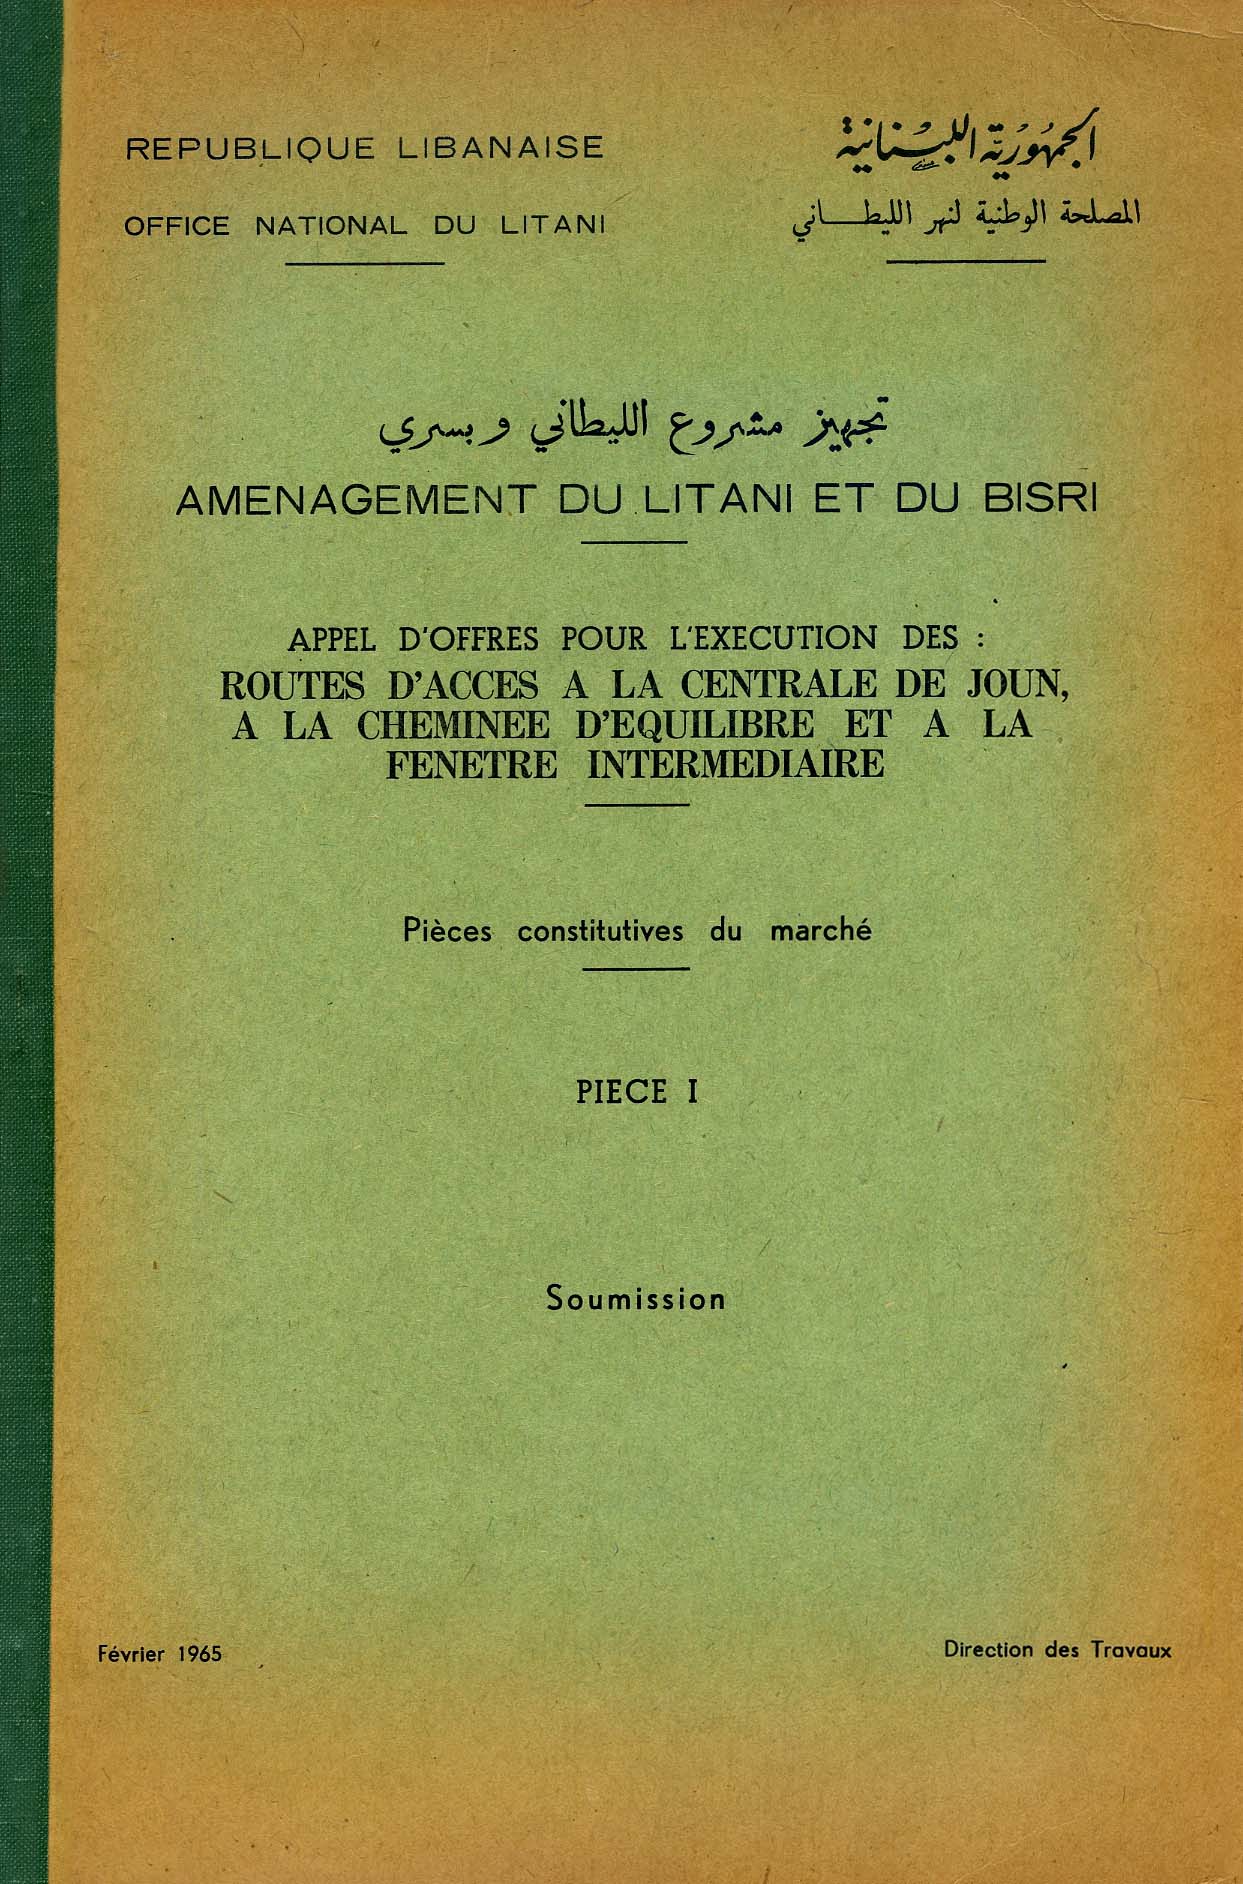 REPUBLIQUE LIBANAISE
الجمهورية اللبنانية
OFFICE NATIONAL DU LITANI
المصلحة الوطنية لنهر الليطاني
تجهيز مشروع الليطاني وبسري
AMENAGEMENT DU LITANI ET DU BISRI
APPEL D'OFFRES POUR L'EXECUTION DES :
ROUTES D'ACCES A LA CENTRALE DE JOUN,
A LA CHEMINEE D'EQUILIBRE ET A LA
FENETRE INTERMEDIAIRE
Pièces constitutives du marché
PIECE I
Soumission
Février 1965
Direction des Travaux